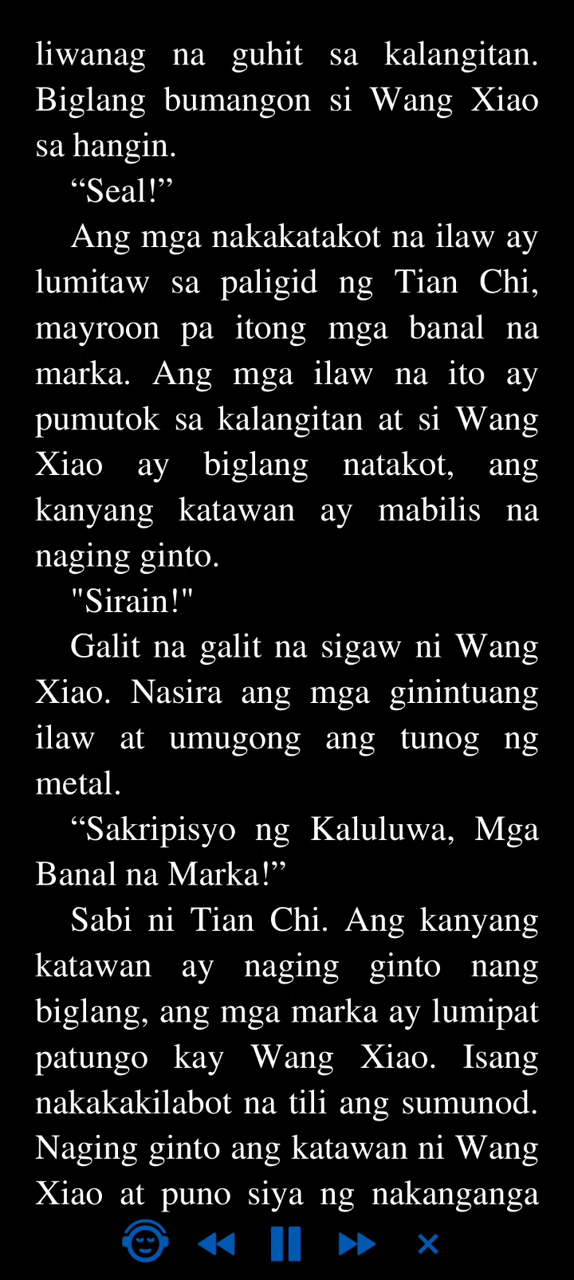 liwanag na guhit sa kalangitan.
Biglang bumangon si Wang Xiao
sa hangin.
“Seal!”
Ang mga nakakatakot na ilaw ay
lumitaw sa paligid ng Tian Chi,
mayroon pa itong mga banal na
marka. Ang mga ilaw na ito ay
pumutok sa kalangitan at si Wang
Xiao ay biglang natakot, ang
kanyang katawan ay mabilis na
naging ginto.
"Sirain!"
Galit na galit na sigaw ni Wang
Xiao. Nasira ang mga ginintuang
ilaw at umugong ang tunog ng
metal.
“Sakripisyo ng Kaluluwa, Mga
Banal na Marka!”
Sabi ni Tian Chi. Ang kanyang
katawan ay naging ginto nang
biglang, ang mga marka ay lumipat
patungo kay Wang Xiao. Isang
nakakakilabot na tili ang sumunod.
Naging ginto ang katawan ni Wang
Xiao at puno siya ng nakanganga